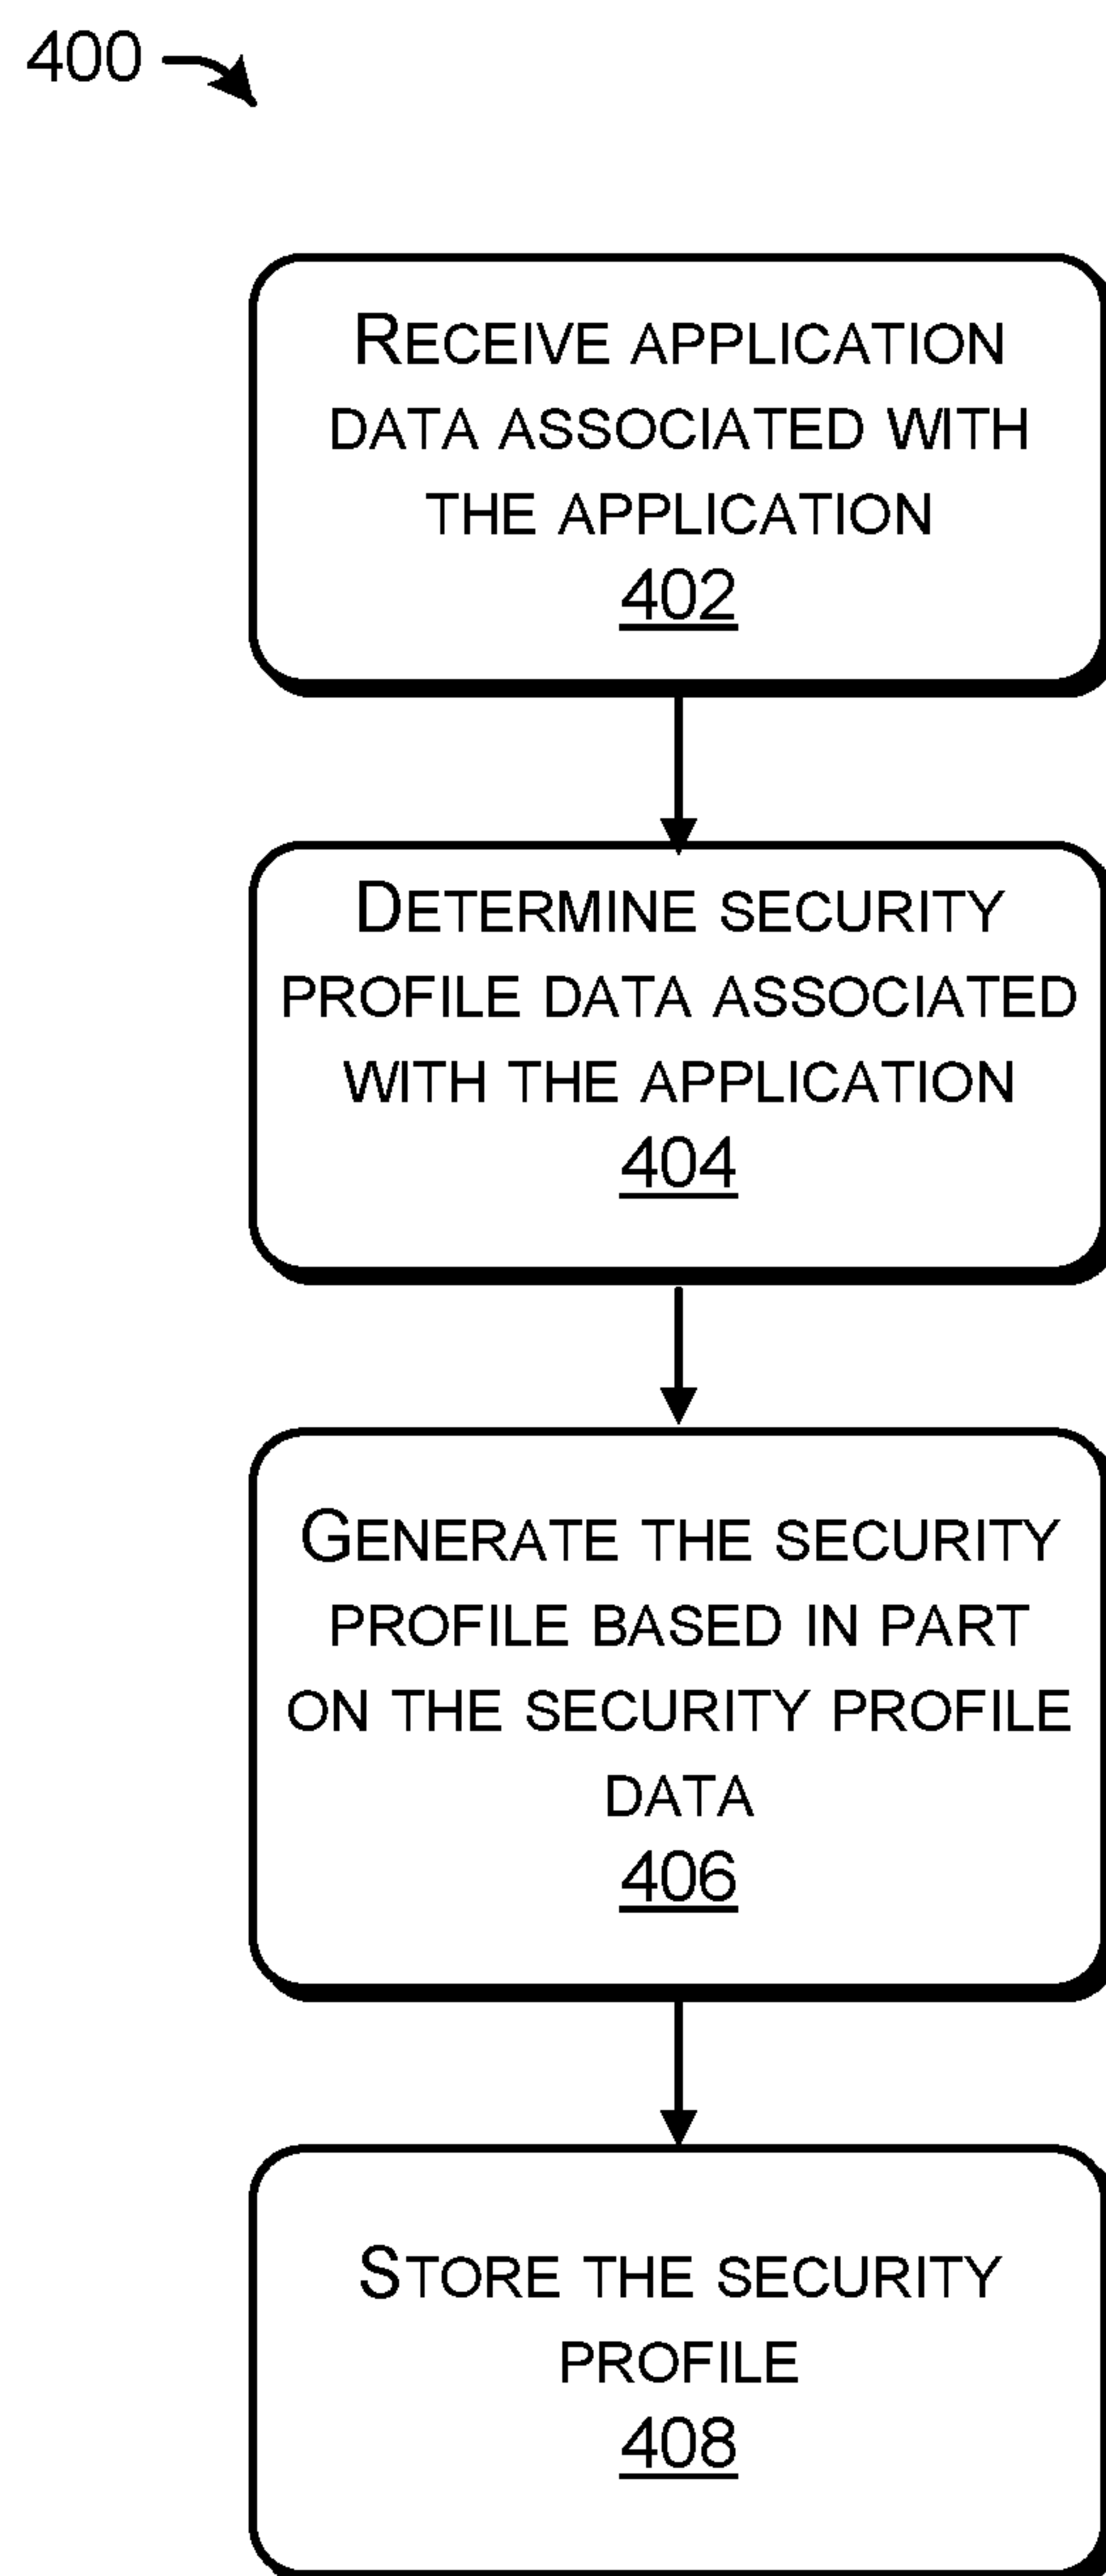 400
RECEIVE APPLICATION
DATA ASSOCIATED WITH
THE APPLICATION
402
DETERMINE SECURITY
PROFILE DATA ASSOCIATED
WITH THE APPLICATION
404
GENERATE THE SECURITY
PROFILE BASED IN PART
ON THE SECURITY PROFILE
DATA
406
STORE THE SECURITY
PROFILE
408